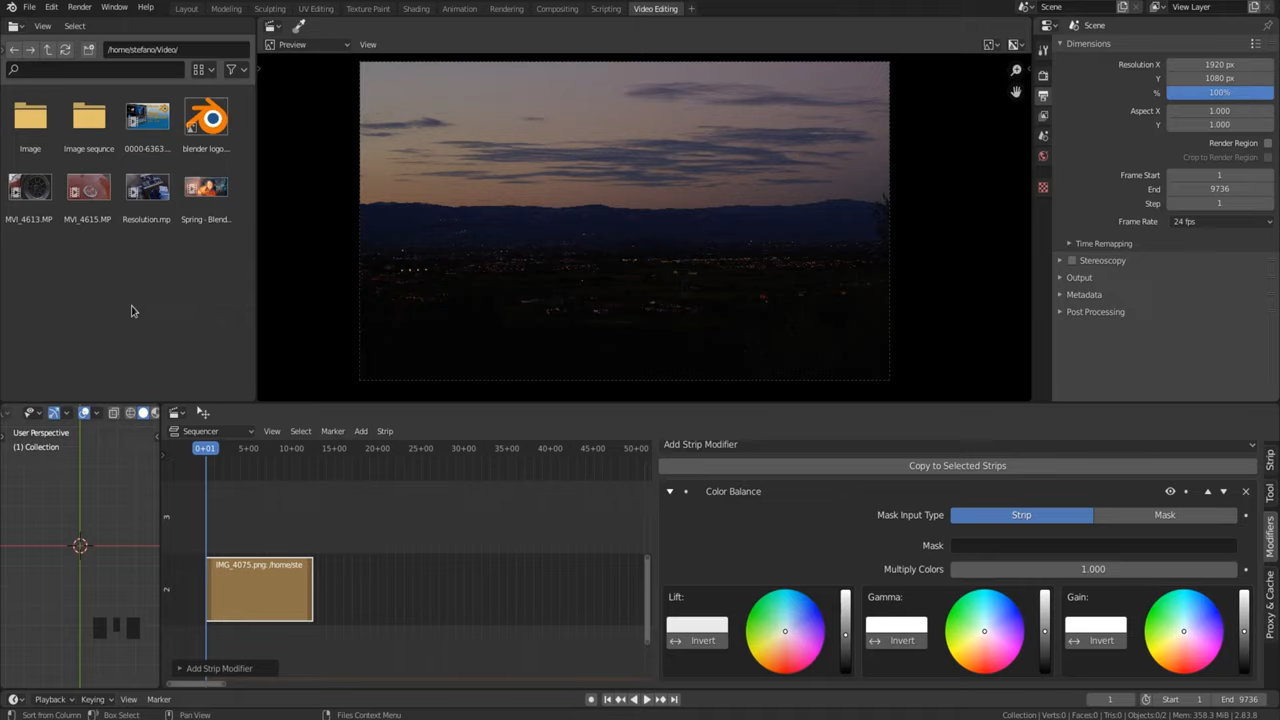 File Edit Render Window Help Layout Modeling Sculpting UV Editing Texture Paint Shading Animation Rendering Compositing Scripting Video Editing Scene View Layer
View Select Scene
/home/stefano/Video/ Preview View Dimensions
Resolution X 1920 px
Y 1080 px
% 100%
Aspect X 1.000
Y 1.000
Render Region
Image Image sequnce 0000-6363... blender logo...
Crop to Render Region
Frame Start 1
End 9736
Step 1
MVI_4613.MP MVI_4615.MP Resolution.mp Spring - Blend...
Frame Rate 24 fps
Time Remapping
Stereoscopy
Output
Metadata
Post Processing
User Perspective
(1) Collection
Sequencer View Select Marker Add Strip
0+01 5+00 10+00 15+00 20+00 25+00 30+00 35+00 40+00 45+00 50+00
3
2
IMG_4075.png: /home/ste
Add Strip Modifier
Add Strip Modifier
Copy to Selected Strips
Color Balance
Mask Input Type Strip Mask
Mask
Multiply Colors 1.000
Lift: Gamma: Gain:
Invert Invert Invert
Strip
Tool
Modifiers
Proxy & Cache
Playback Keying View Marker 1 Start 1 End 9736
Sort from Column Box Select Pan View Files Context Menu Collection | Verts:0 | Faces:0 | Tris:0 | Objects:0/2 | Mem: 358.3 MiB | 2.83.8